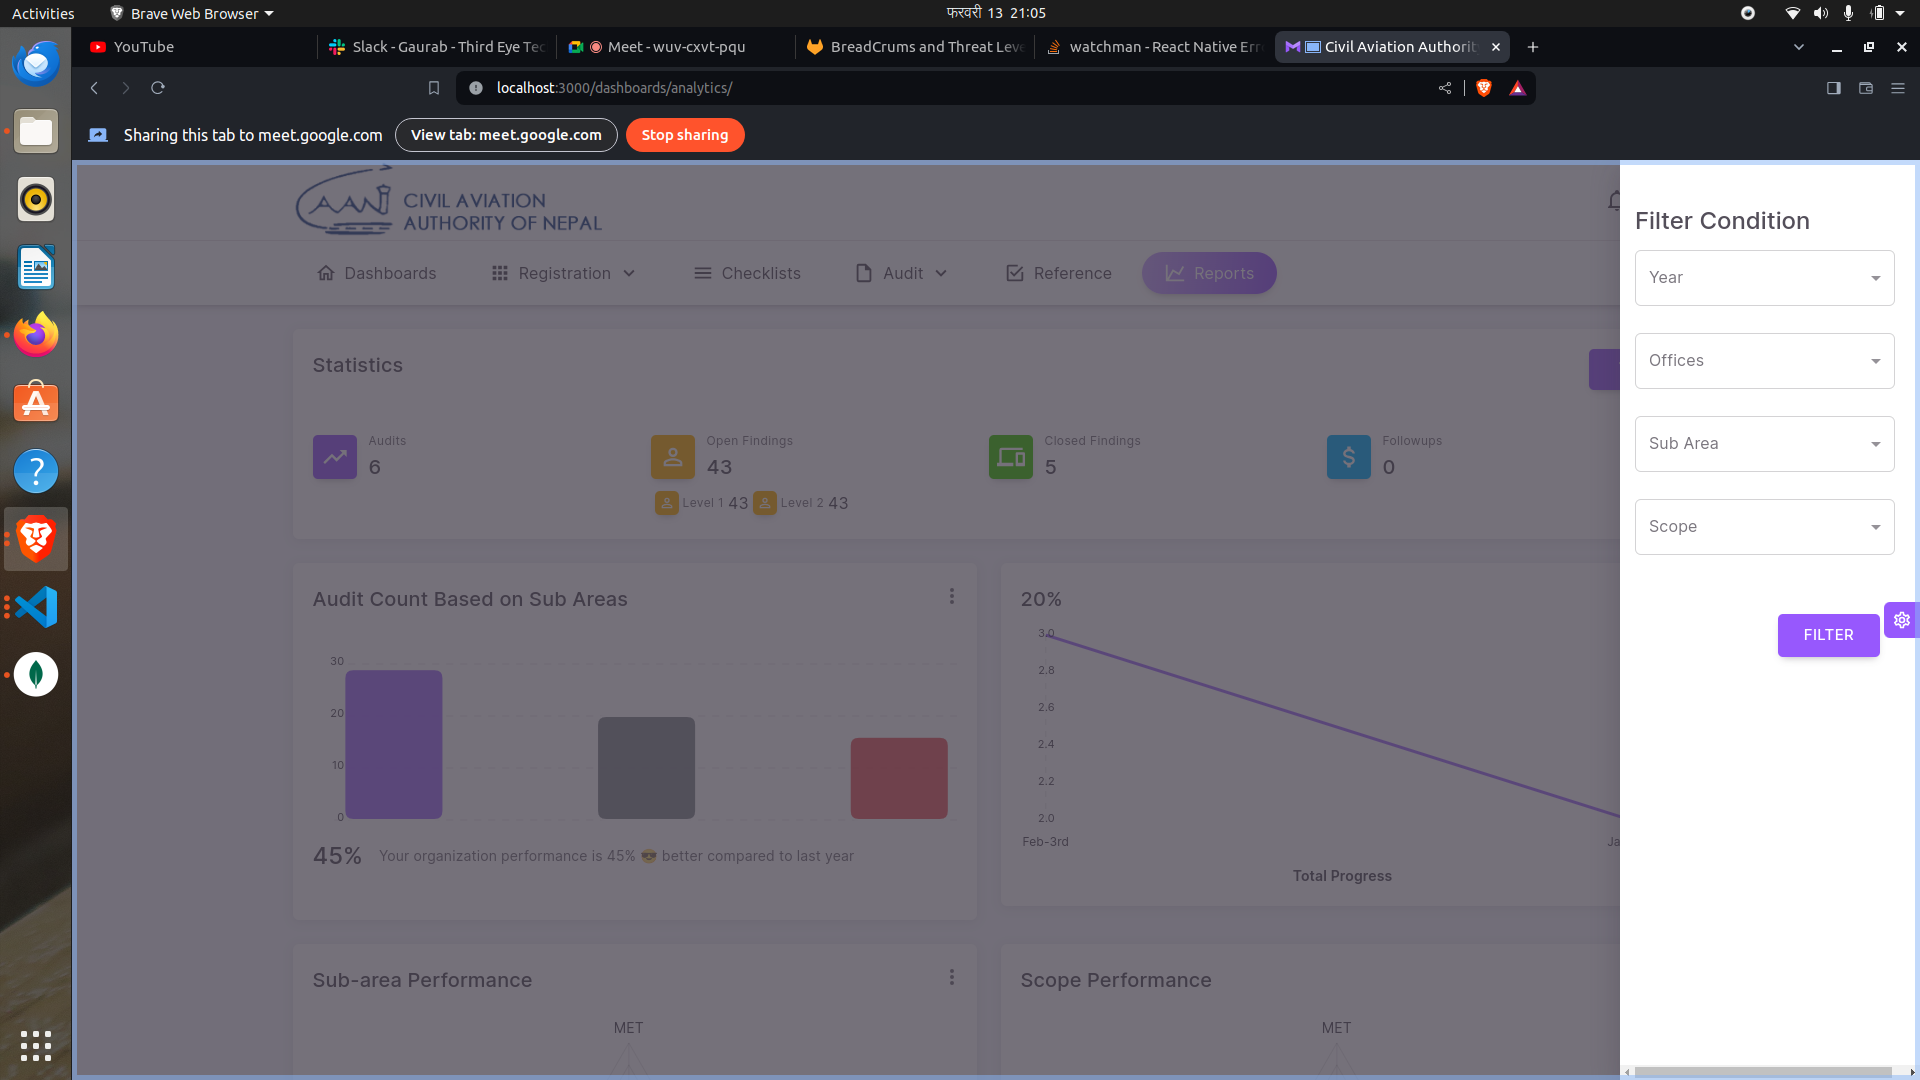 Activities
Brave Web Browser
फरवरी 13 21:05
YouTube
Slack - Gaurab - Third Eye Tec
Meet - wuv-cxvt-pqu
BreadCrums and Threat Leve
watchman - React Native Erro
Civil Aviation Authorit
localhost:3000/dashboards/analytics/
Sharing this tab to meet.google.com
View tab: meet.google.com
Stop sharing
CIVIL AVIATION
AUTHORITY OF NEPAL
Dashboards
Registration
Checklists
Audit
Reference
Reports
Statistics
Audits
6
Open Findings
43
Level 1 43
Level 2 43
Closed Findings
5
Followups
0
Audit Count Based on Sub Areas
30
20
10
0
45%
Your organization performance is 45% 😎 better compared to last year
20%
3.0
2.8
2.6
2.4
2.2
2.0
Feb-3rd
Ja
Total Progress
Sub-area Performance
MET
Scope Performance
MET
Filter Condition
Year
Offices
Sub Area
Scope
FILTER